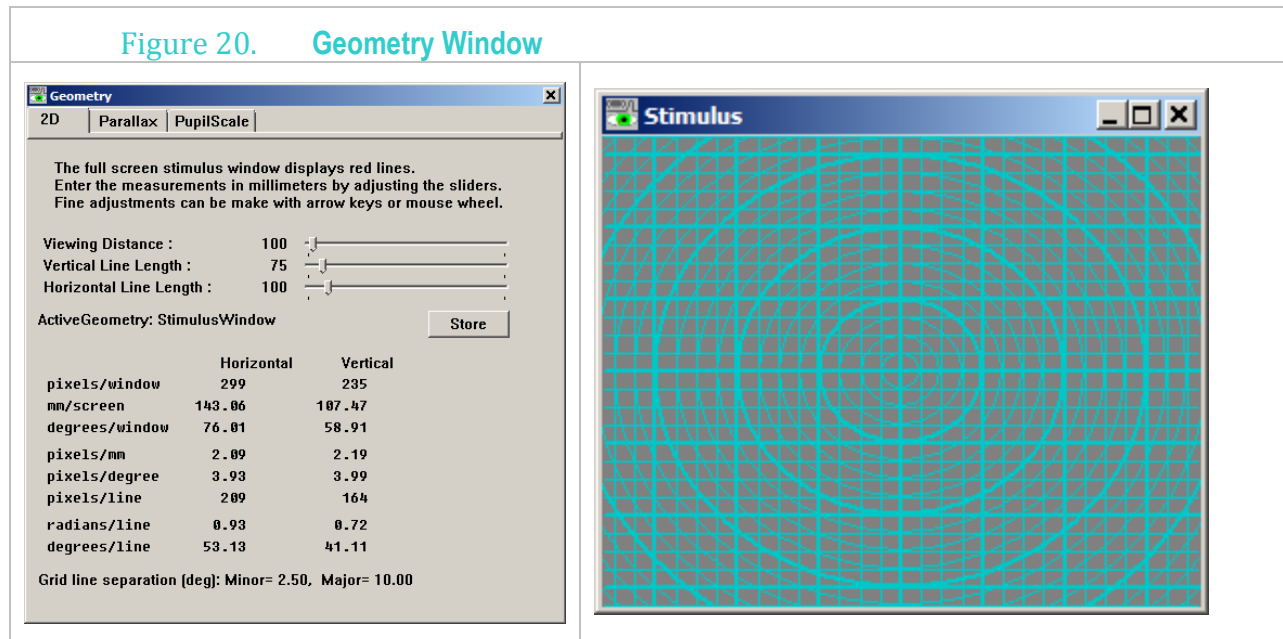 Figure 20. Geometry Window
Geometry
2D Parallax PupilScale
The full screen stimulus window displays red lines.
Enter the measurements in millimeters by adjusting the sliders.
Fine adjustments can be make with arrow keys or mouse wheel.
Viewing Distance : 100
Vertical Line Length : 75
Horizontal Line Length : 100
ActiveGeometry: StimulusWindow Store
Horizontal Vertical
pixels/window 299 235
mm/screen 143.06 107.47
degrees/window 76.01 58.91
pixels/mm 2.09 2.19
pixels/degree 3.93 3.99
pixels/line 209 164
radians/line 0.93 0.72
degrees/line 53.13 41.11
Grid line separation (deg): Minor= 2.50, Major= 10.00
Stimulus